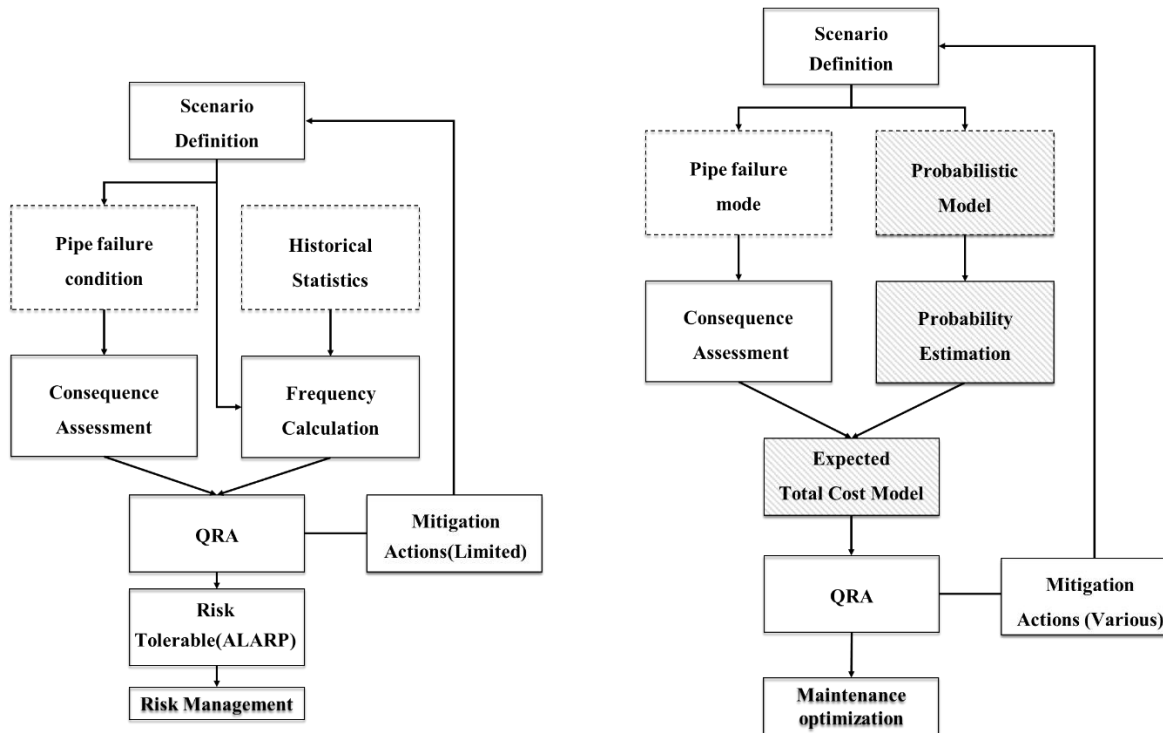 Scenario
Definition
Pipe failure
condition
Historical
Statistics
Consequence
Assessment
Frequency
Calculation
QRA
Mitigation
Actions(Limited)
Risk
Tolerable(ALARP)
Risk Management
Scenario
Definition
Pipe failure
mode
Probabilistic
Model
Consequence
Assessment
Probability
Estimation
Expected
Total Cost Model
QRA
Mitigation
Actions (Various)
Maintenance
optimization